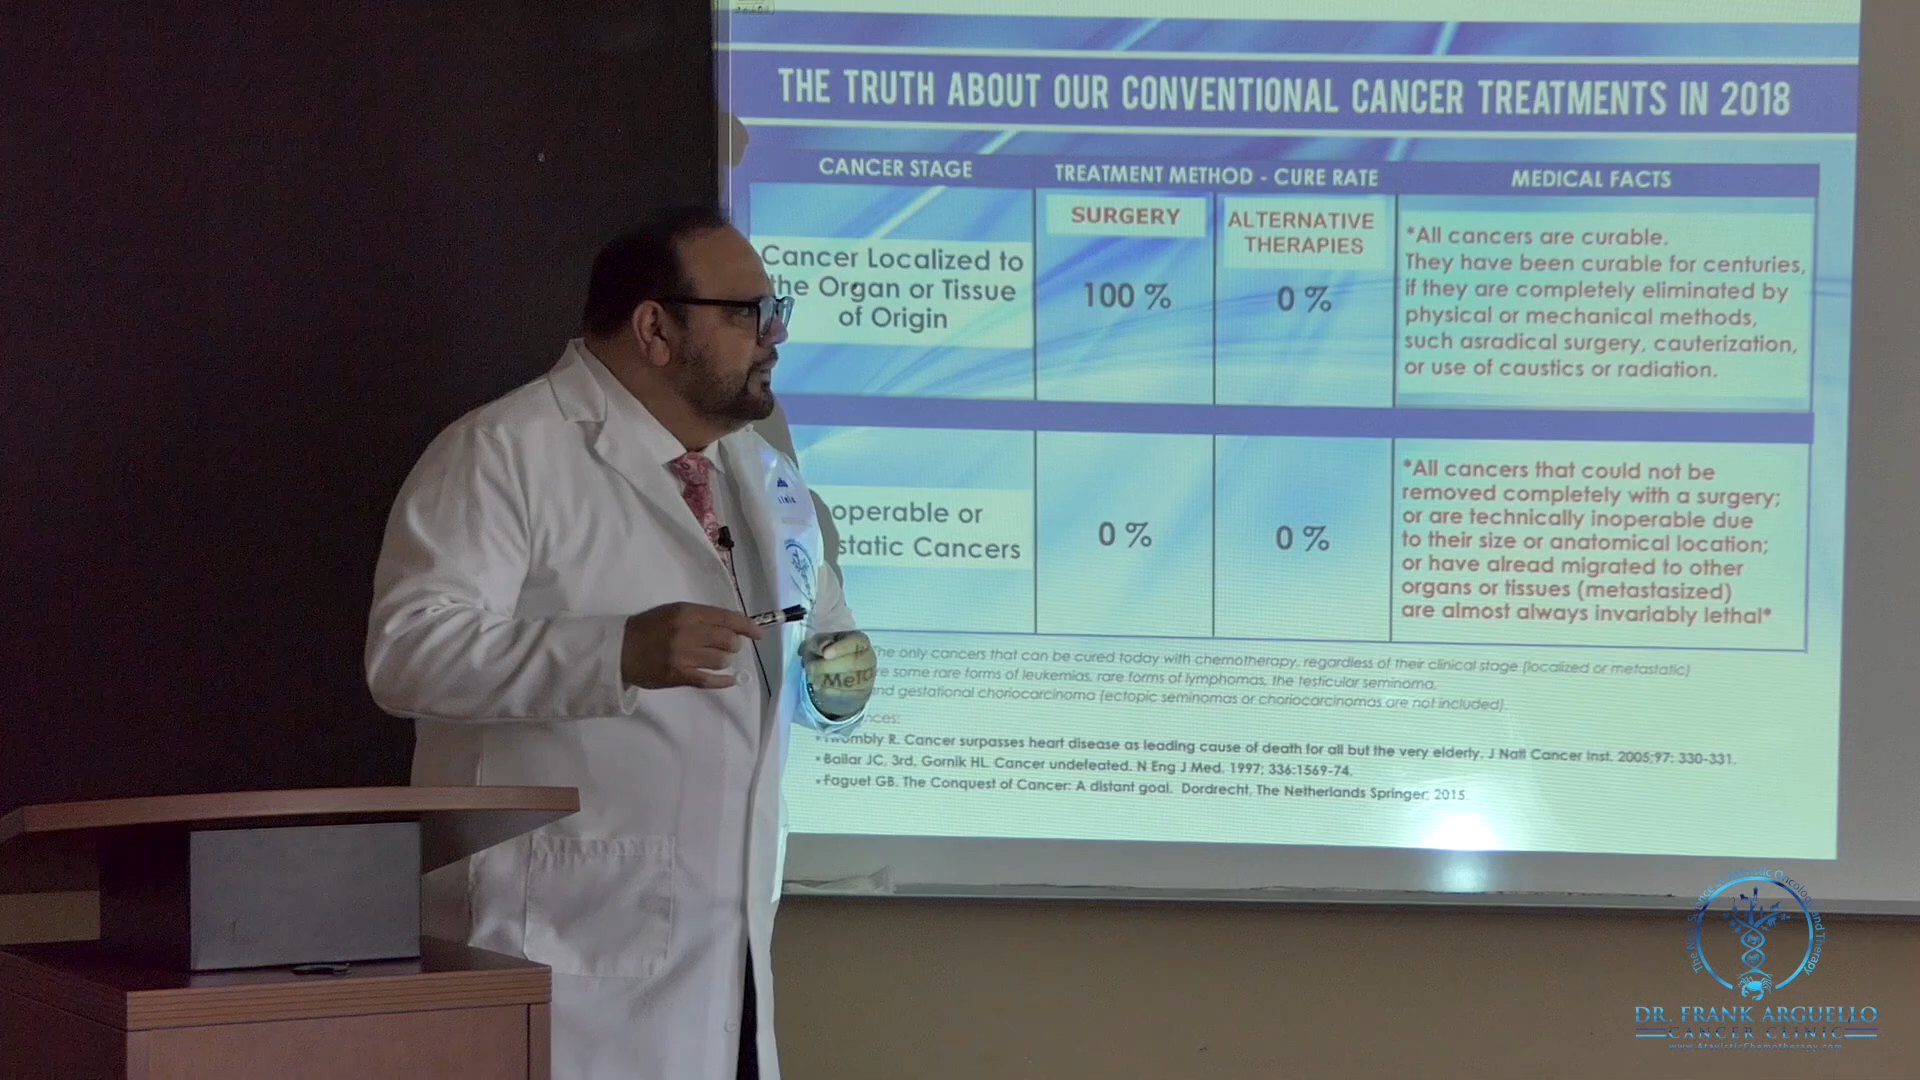 THE TRUTH ABOUT OUR CONVENTIONAL CANCER TREATMENTS IN 2018
CANCER STAGE
TREATMENT METHOD - CURE RATE
MEDICAL FACTS
Cancer Localized to
the Organ or Tissue
of Origin
SURGERY
100 %
ALTERNATIVE
THERAPIES
0 %
*All cancers are curable.
They have been curable for centuries,
if they are completely eliminated by
physical or mechanical methods,
such asradical surgery, cauterization,
or use of caustics or radiation.
operable or
static Cancers
0 %
0 %
*All cancers that could not be
removed completely with a surgery;
or are technically inoperable due
to their size or anatomical location;
or have alread migrated to other
organs or tissues (metastasized)
are almost always invariably lethal*
he only cancers that can be cured today with chemotherapy, regardless of their clinical stage (localized or metastatic)
re some rare forms of leukemias, rare forms of lymphomas, the testicular seminoma,
and gestational choriocarcinoma (ectopic seminomas or choriocarcinomas are not included).
nces:
ombly R. Cancer surpasses heart disease as leading cause of death for all but the very elderly. J Natl Cancer Inst. 2005;97: 330-331.
* Bailar JC, 3rd, Gornik HL. Cancer undefeated. N Eng J Med. 1997; 336:1569-74.
* Faguet GB. The Conquest of Cancer: A distant goal. Dordrecht, The Netherlands Springer; 2015.
Meta
DR. FRANK ARGUELLO
CANCER CLINIC
www.AtavisticChemotherapy.com